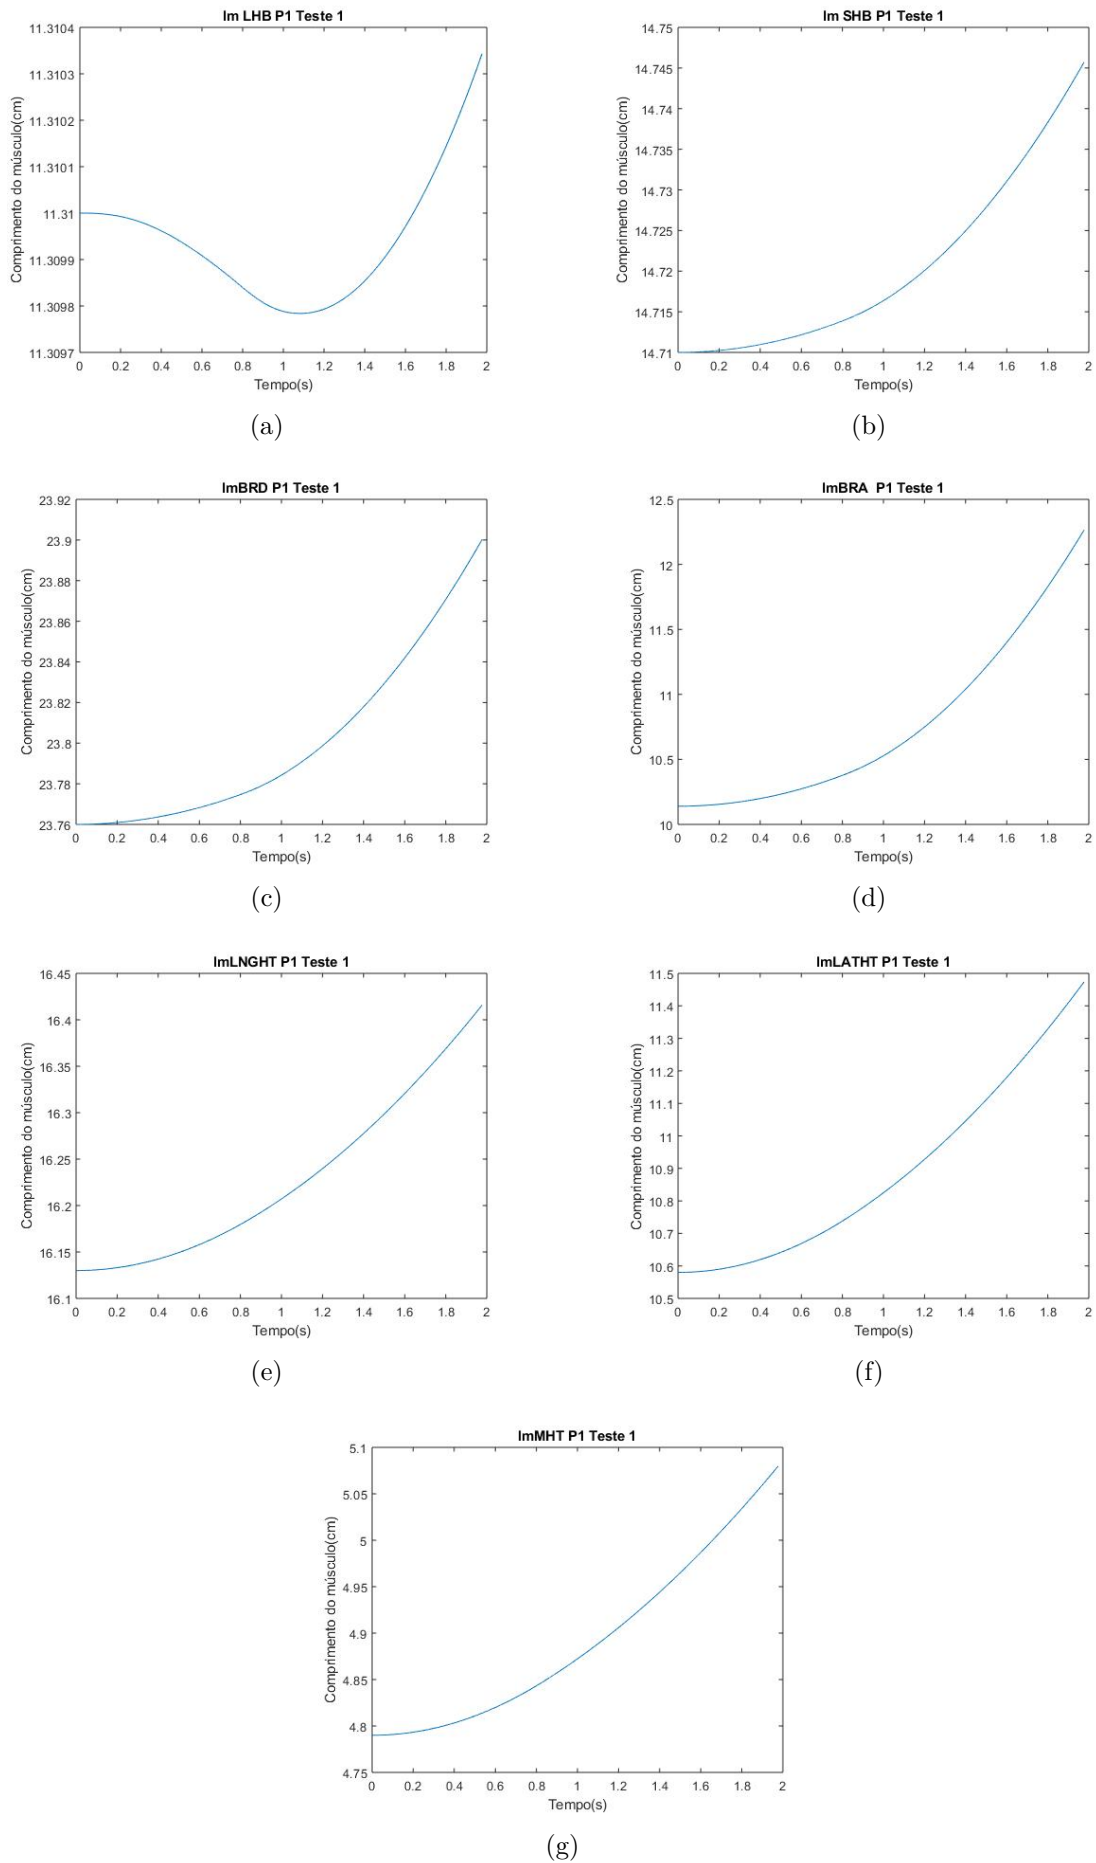 lm LHB P1 Teste 1
Comprimento do músculo(cm)
11.3104
11.3103
11.3102
11.3101
11.31
11.3099
11.3098
11.3097
0 0.2 0.4 0.6 0.8 1 1.2 1.4 1.6 1.8 2
Tempo(s)
(a)
lm SHB P1 Teste 1
Comprimento do músculo(cm)
14.75
14.745
14.74
14.735
14.73
14.725
14.72
14.715
14.71
0 0.2 0.4 0.6 0.8 1 1.2 1.4 1.6 1.8 2
Tempo(s)
(b)
lmBRD P1 Teste 1
Comprimento do músculo(cm)
23.92
23.9
23.88
23.86
23.84
23.82
23.8
23.78
23.76
0 0.2 0.4 0.6 0.8 1 1.2 1.4 1.6 1.8 2
Tempo(s)
(c)
lmBRA  P1 Teste 1
Comprimento do músculo(cm)
12.5
12
11.5
11
10.5
10
0 0.2 0.4 0.6 0.8 1 1.2 1.4 1.6 1.8 2
Tempo(s)
(d)
lmLNGHT P1 Teste 1
Comprimento do músculo(cm)
16.45
16.4
16.35
16.3
16.25
16.2
16.15
16.1
0 0.2 0.4 0.6 0.8 1 1.2 1.4 1.6 1.8 2
Tempo(s)
(e)
lmLATHT P1 Teste 1
Comprimento do músculo(cm)
11.5
11.4
11.3
11.2
11.1
11
10.9
10.8
10.7
10.6
10.5
0 0.2 0.4 0.6 0.8 1 1.2 1.4 1.6 1.8 2
Tempo(s)
(f)
lmMHT P1 Teste 1
Comprimento do músculo(cm)
5.1
5.05
5
4.95
4.9
4.85
4.8
4.75
0 0.2 0.4 0.6 0.8 1 1.2 1.4 1.6 1.8 2
Tempo(s)
(g)